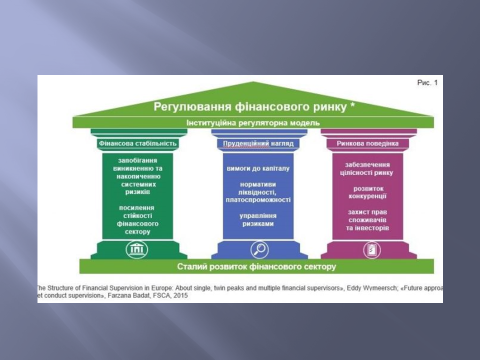 Рис. 1
Регулювання фінансового ринку *
Інституційна регуляторна модель
Фінансова стабільність
запобігання
виникненню та
накопиченню
системних
ризиків
посилення
стійкості
фінансового
сектору
Пруденційний нагляд
вимоги до капіталу
нормативи
ліквідності,
платоспроможності
управління
ризиками
Ринкова поведінка
забезпечення
цілісності ринку
розвиток
конкуренції
захист прав
споживачів
та інвесторів
Сталий розвиток фінансового сектору
The Structure of Financial Supervision in Europe: About single, twin peaks and multiple financial supervisors», Eddy Wymeersch; «Future approa
et conduct supervision», Farzana Badat, FSCA, 2015